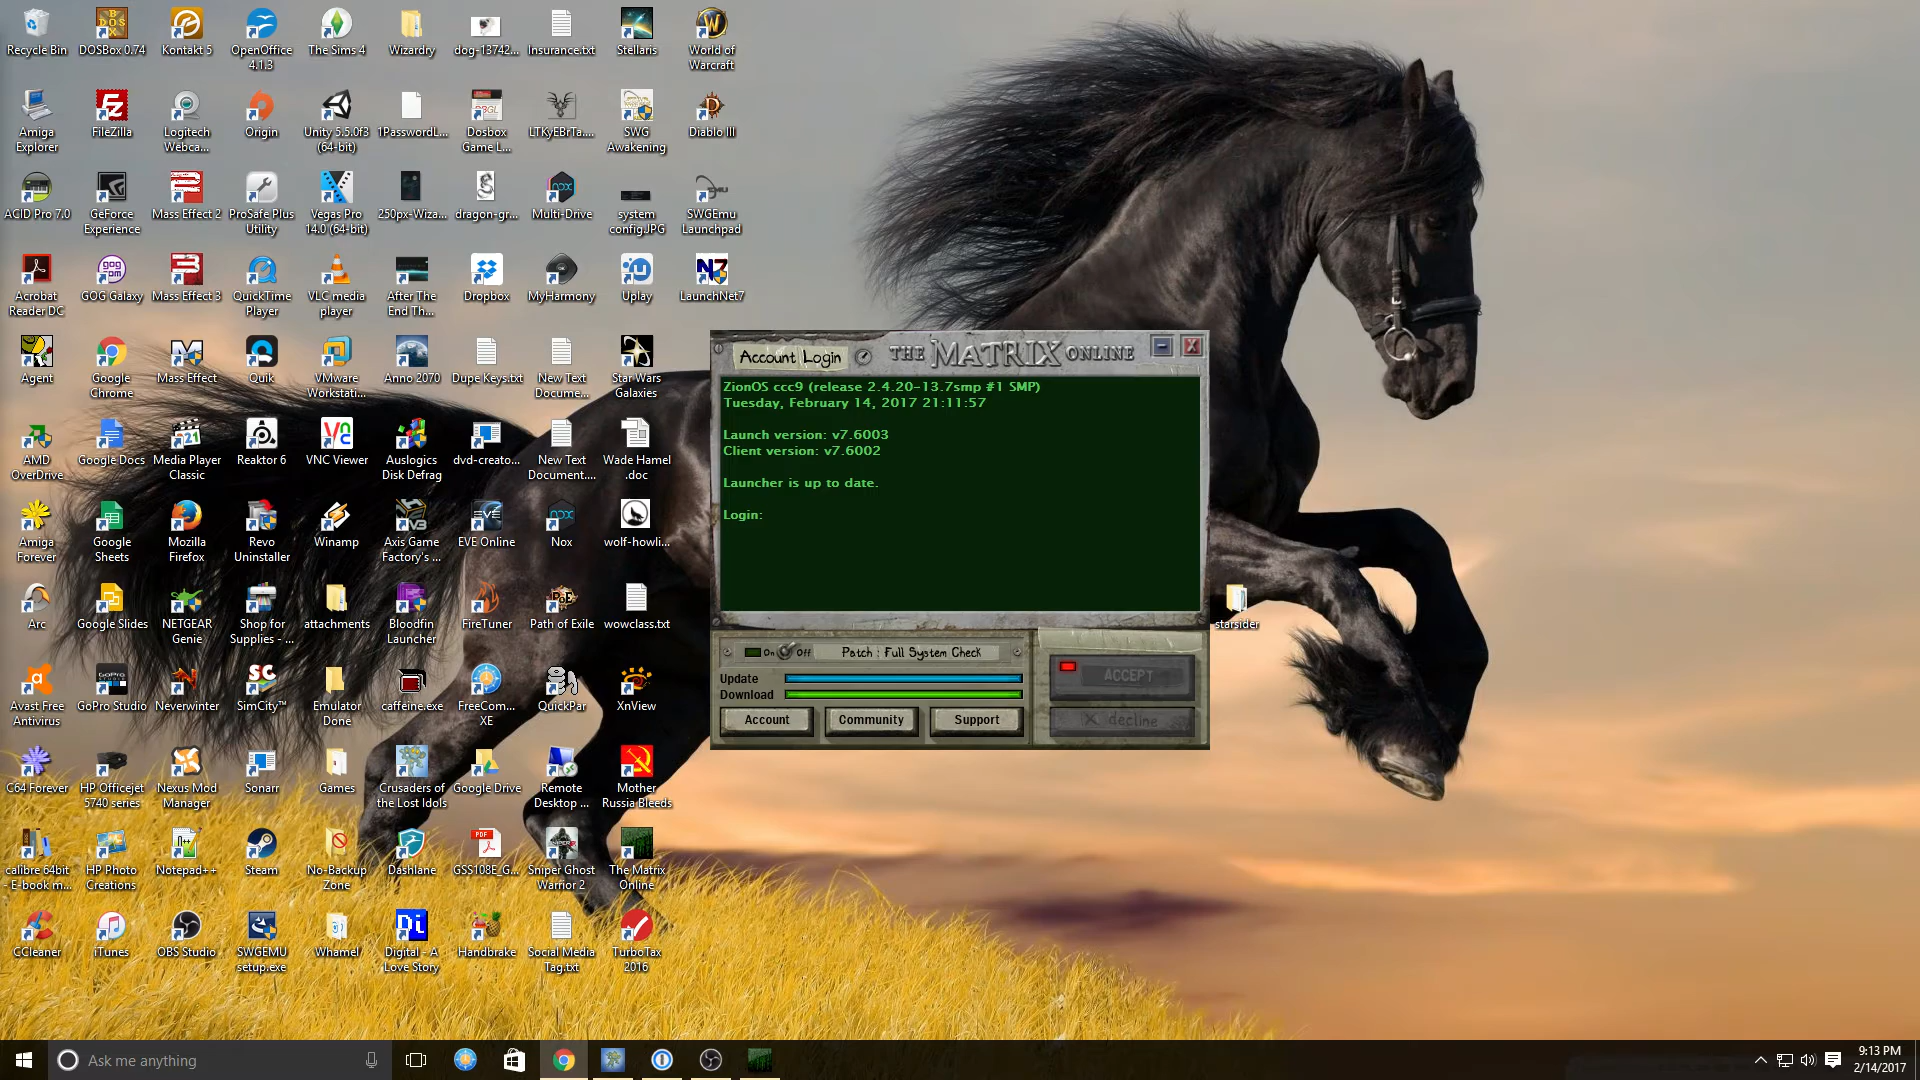 Recycle Bin
DOSBox 0.74
Kontakt 5
OpenOffice
4.1.3
The Sims 4
Wizardry
dog-13742...
Insurance.txt
Stellaris
World of
Warcraft
Amiga
Explorer
FileZilla
Logitech
Webca...
Origin
Unity 5.5.0f3
(64-bit)
1PasswordL...
Dosbox
Game L...
LTKyEBrTa....
SWG
Awakening
Diablo III
ACID Pro 7.0
GeForce
Experience
Mass Effect 2
ProSafe Plus
Utility
Vegas Pro
14.0 (64-bit)
250px-Wiza...
dragon-gr...
Multi-Drive
system
config.JPG
SWGEmu
Launchpad
Acrobat
Reader DC
GOG Galaxy
Mass Effect 3
QuickTime
Player
VLC media
player
After The
End Th...
Dropbox
MyHarmony
Uplay
LaunchNet7
Agent
Google
Chrome
Mass Effect
Quik
VMware
Workstati...
Anno 2070
Dupe Keys.txt
New Text
Docume...
Star Wars
Galaxies
AMD
OverDrive
Google Docs
Media Player
Classic
Reaktor 6
VNC Viewer
Auslogics
Disk Defrag
dvd-creato...
New Text
Document....
Wade Hamel
.doc
Amiga
Forever
Google
Sheets
Mozilla
Firefox
Revo
Uninstaller
Winamp
Axis Game
Factory's ...
EVE Online
Nox
wolf-howli...
Arc
Google Slides
NETGEAR
Genie
Shop for
Supplies - ...
attachments
Bloodfin
Launcher
FireTuner
Path of Exile
wowclass.txt
Avast Free
Antivirus
GoPro Studio
Neverwinter
SimCity™
Emulator
Done
caffeine.exe
FreeCom...
XE
QuickPar
XnView
C64 Forever
HP Officejet
5740 series
Nexus Mod
Manager
Sonarr
Games
Crusaders of
the Lost Idols
Google Drive
Remote
Desktop ...
Mother
Russia Bleeds
calibre 64bit
- E-book m...
HP Photo
Creations
Notepad++
Steam
No-Backup
Zone
Dashlane
GSS108E_G...
Sniper Ghost
Warrior 2
The Matrix
Online
CCleaner
iTunes
OBS Studio
SWGEMU
setup.exe
Whamel
Digital - A
Love Story
Handbrake
Social Media
Tag.txt
TurboTax
2016
starsider
Account Login
THE MATRIX ONLINE
ZionOS ccc9 (release 2.4.20-13.7smp #1 SMP)
Tuesday, February 14, 2017 21:11:57
Launch version: v7.6003
Client version: v7.6002
Launcher is up to date.
Login:
On Off
Patch : Full System Check
Update
Download
ACCEPT
X decline
Account
Community
Support
Ask me anything
9:13 PM
2/14/2017